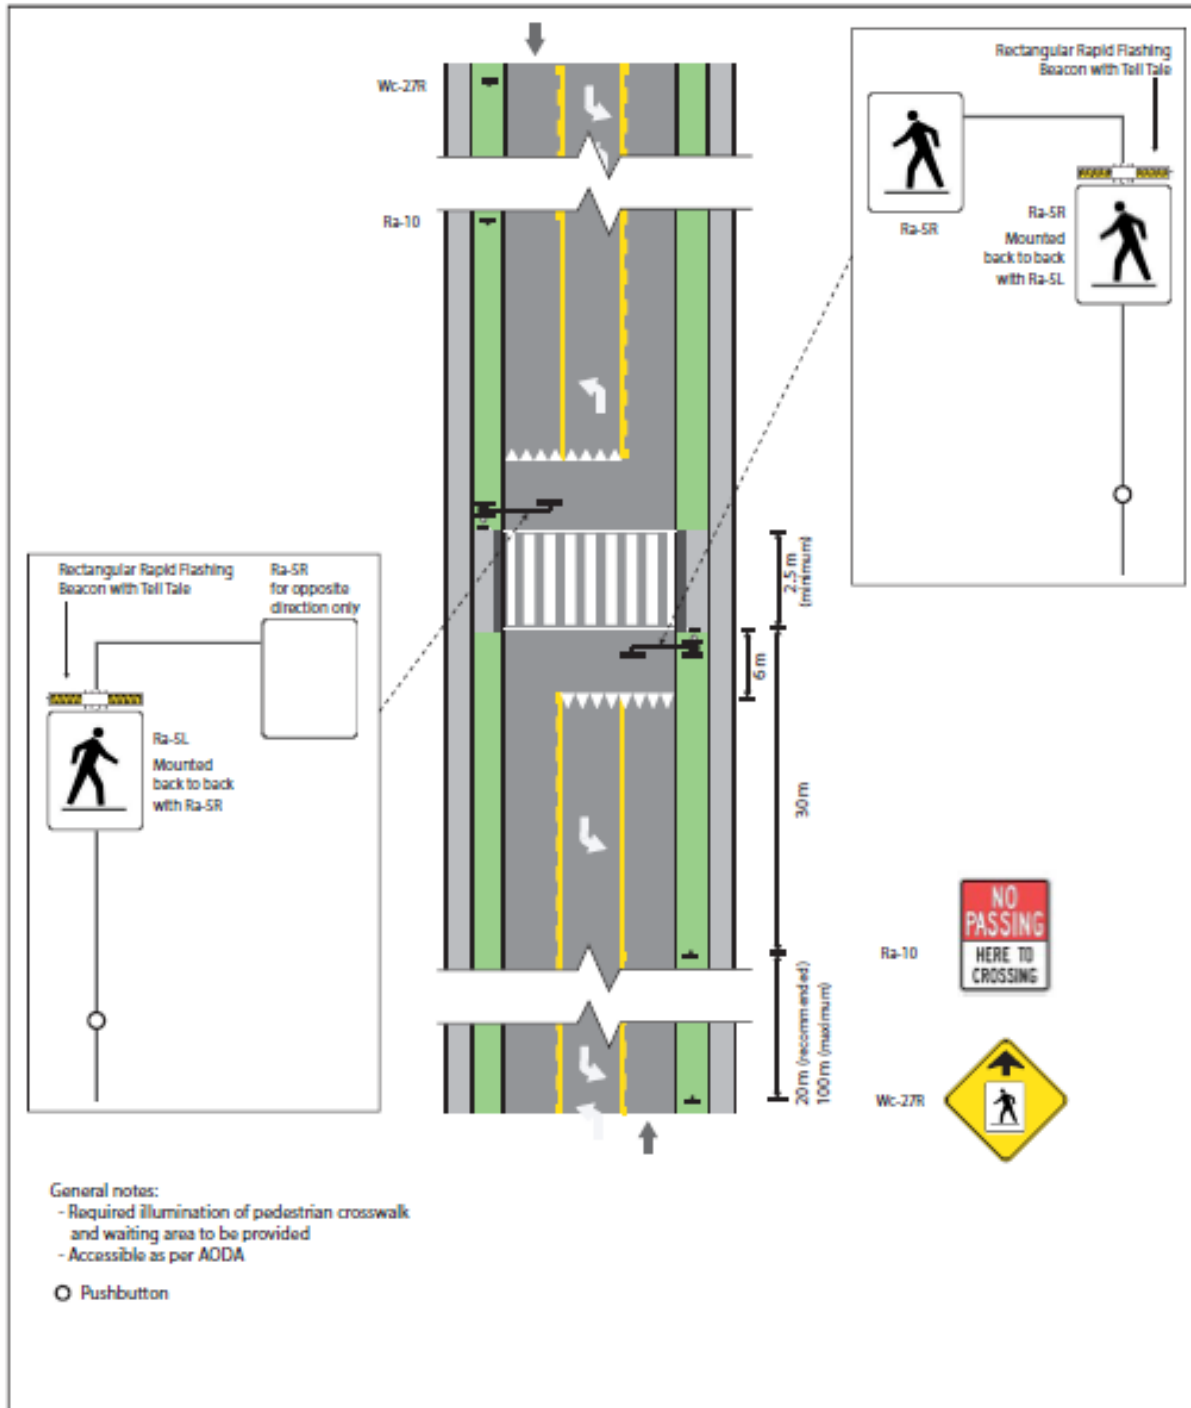 Wc-27R
Ra-10
Rectangular Rapid Flashing
Beacon with Tell Tale
Ra-5R
Ra-5R
Mounted
back to back
with Ra-5L
Rectangular Rapid Flashing
Beacon with Tell Tale
Ra-5R
for opposite
direction only
Ra-5L
Mounted
back to back
with Ra-5R
2.5 m
(minimum)
6 m
30 m
20 m (recommended)
100 m (maximum)
Ra-10
NO
PASSING
HERE TO
CROSSING
Wc-27R
General notes:
- Required illumination of pedestrian crosswalk
and waiting area to be provided
- Accessible as per AODA
Pushbutton